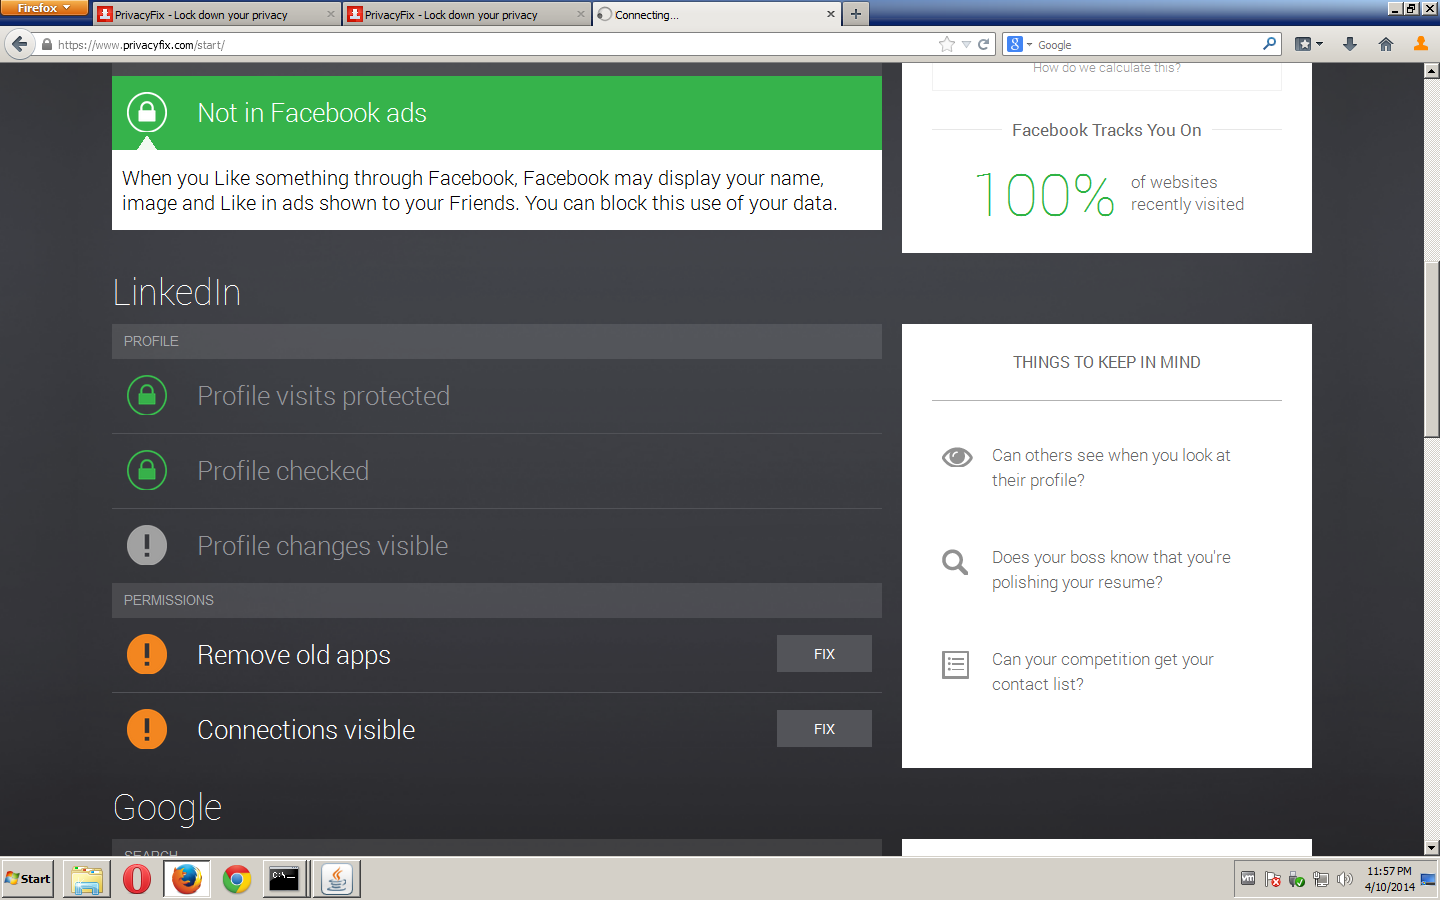 Firefox
PrivacyFix - Lock down your privacy
PrivacyFix - Lock down your privacy
Connecting...
https://www.privacyfix.com/start/
Google
Not in Facebook ads
When you Like something through Facebook, Facebook may display your name,
image and Like in ads shown to your Friends. You can block this use of your data.
How do we calculate this?
Facebook Tracks You On
100%
of websites
recently visited
LinkedIn
PROFILE
Profile visits protected
Profile checked
Profile changes visible
PERMISSIONS
Remove old apps
FIX
Connections visible
FIX
THINGS TO KEEP IN MIND
Can others see when you look at
their profile?
Does your boss know that you're
polishing your resume?
Can your competition get your
contact list?
Google
SEARCH
Start
C:\_
vm
11:57 PM
4/10/2014